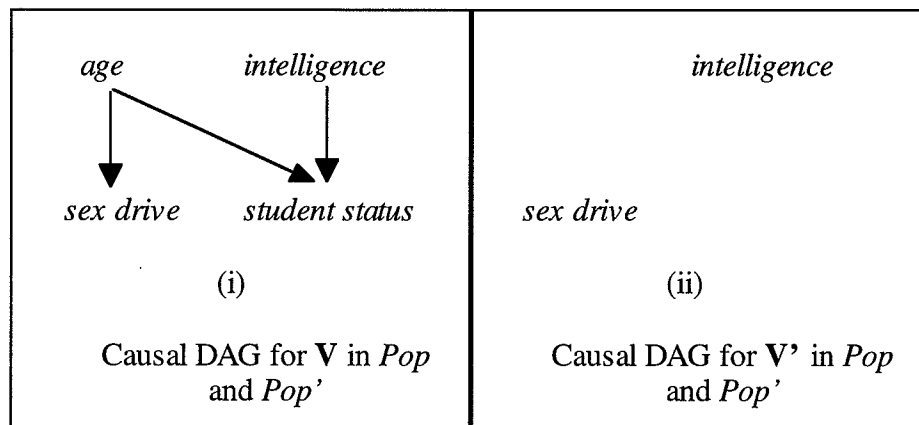 age intelligence
sex drive student status
(i)
Causal DAG for V in Pop
and Pop'
intelligence
sex drive
(ii)
Causal DAG for V' in Pop
and Pop'